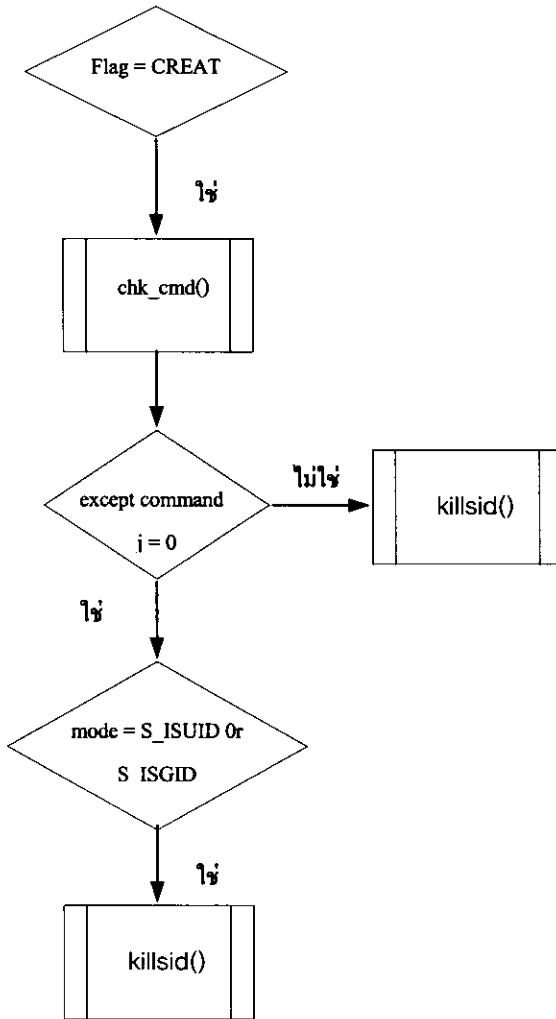 Flag = CREAT
ใช่
chk_cmd()
except command
j = 0
ไม่ใช่
killsid()
ใช่
mode = S_ISUID 0r
S_ISGID
ใช่
killsid()